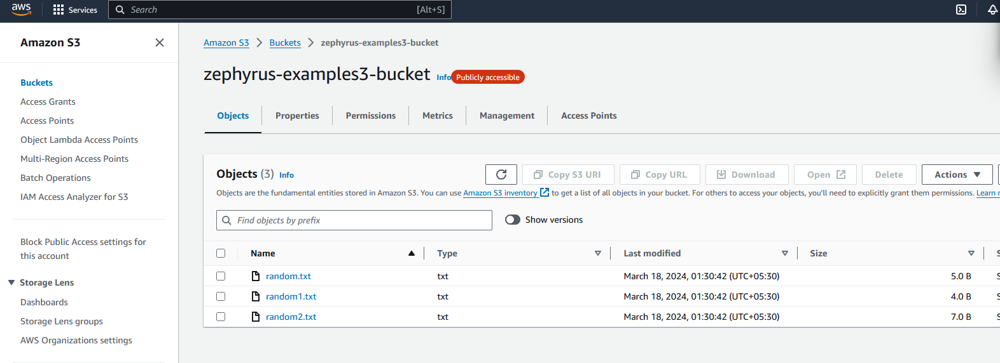 aws Services Search [Alt+S]
Amazon S3
Buckets
Access Grants
Access Points
Object Lambda Access Points
Multi-Region Access Points
Batch Operations
IAM Access Analyzer for S3
Block Public Access settings for
this account
Storage Lens
Dashboards
Storage Lens groups
AWS Organizations settings
Amazon S3 > Buckets > zephyrus-examples3-bucket
zephyrus-examples3-bucket Info Publicly accessible
Objects Properties Permissions Metrics Management Access Points
Objects (3) Info Copy S3 URI Copy URL Download Open Delete Actions
Objects are the fundamental entities stored in Amazon S3. You can use Amazon S3 inventory to get a list of all objects in your bucket. For others to access your objects, you'll need to explicitly grant them permissions. Learn
Find objects by prefix Show versions
Name Type Last modified Size
random.txt txt March 18, 2024, 01:30:42 (UTC+05:30) 5.0 B
random1.txt txt March 18, 2024, 01:30:42 (UTC+05:30) 4.0 B
random2.txt txt March 18, 2024, 01:30:42 (UTC+05:30) 7.0 B